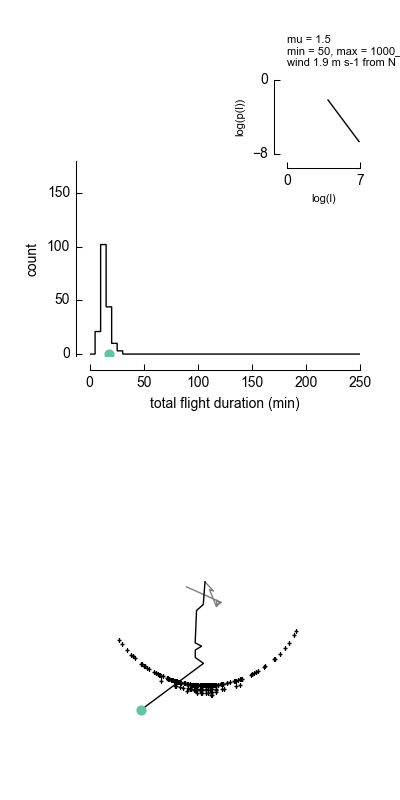 mu = 1.5
min = 50, max = 1000_
wind 1.9 m s-1 from N
0
log(p(l))
−8
0 7
log(l)
150
100
50
0
count
0 50 100 150 200 250
total flight duration (min)